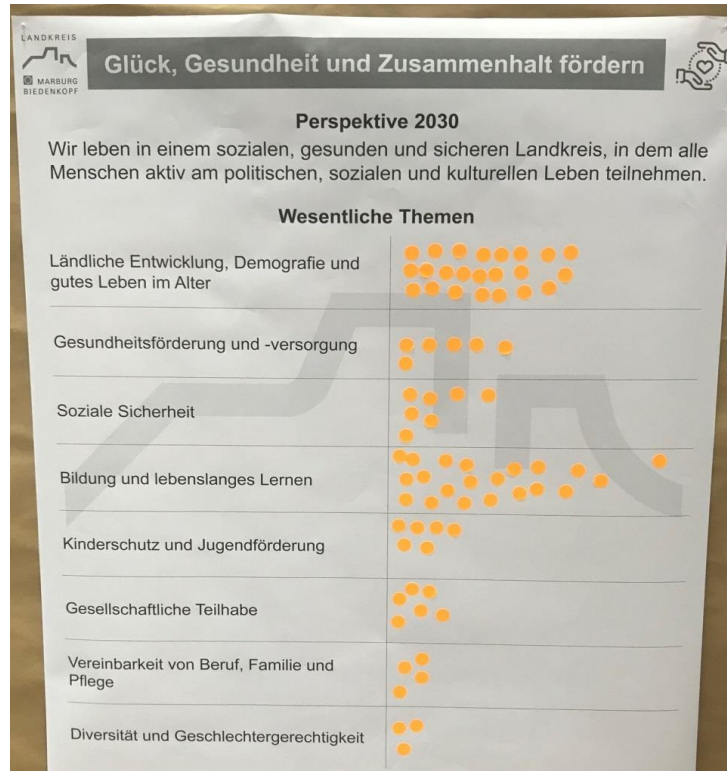 LANDKREIS
MARBURG
BIEDENKOPF
Glück, Gesundheit und Zusammenhalt fördern
Perspektive 2030
Wir leben in einem sozialen, gesunden und sicheren Landkreis, in dem alle
Menschen aktiv am politischen, sozialen und kulturellen Leben teilnehmen.
Wesentliche Themen
Ländliche Entwicklung, Demografie und
gutes Leben im Alter
Gesundheitsförderung und -versorgung
Soziale Sicherheit
Bildung und lebenslanges Lernen
Kinderschutz und Jugendförderung
Gesellschaftliche Teilhabe
Vereinbarkeit von Beruf, Familie und
Pflege
Diversität und Geschlechtergerechtigkeit